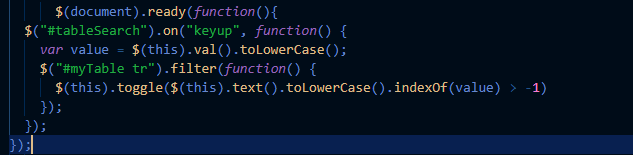 $(document).ready(function(){
$("#tableSearch").on("keyup", function() {
var value = $(this).val().toLowerCase();
$("#myTable tr").filter(function() {
$(this).toggle($(this).text().toLowerCase().indexOf(value) > -1)
});
});
});